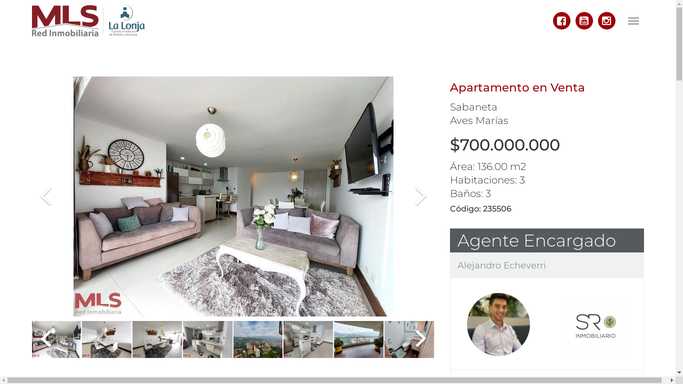 MLS
Red Inmobiliaria
La Lonja
Apartamento en Venta
Sabaneta
Aves Marías
$700.000.000
Área: 136.00 m2
Habitaciones: 3
Baños: 3
Código: 235506
MLS
Red Inmobiliaria
Agente Encargado
Alejandro Echeverri
SR
INMOBILIARIO